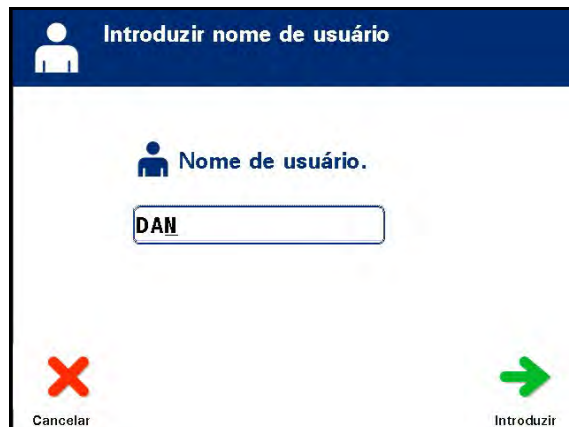 Introduzir nome de usuário
Nome de usuário.
DAN
Cancelar
Introduzir